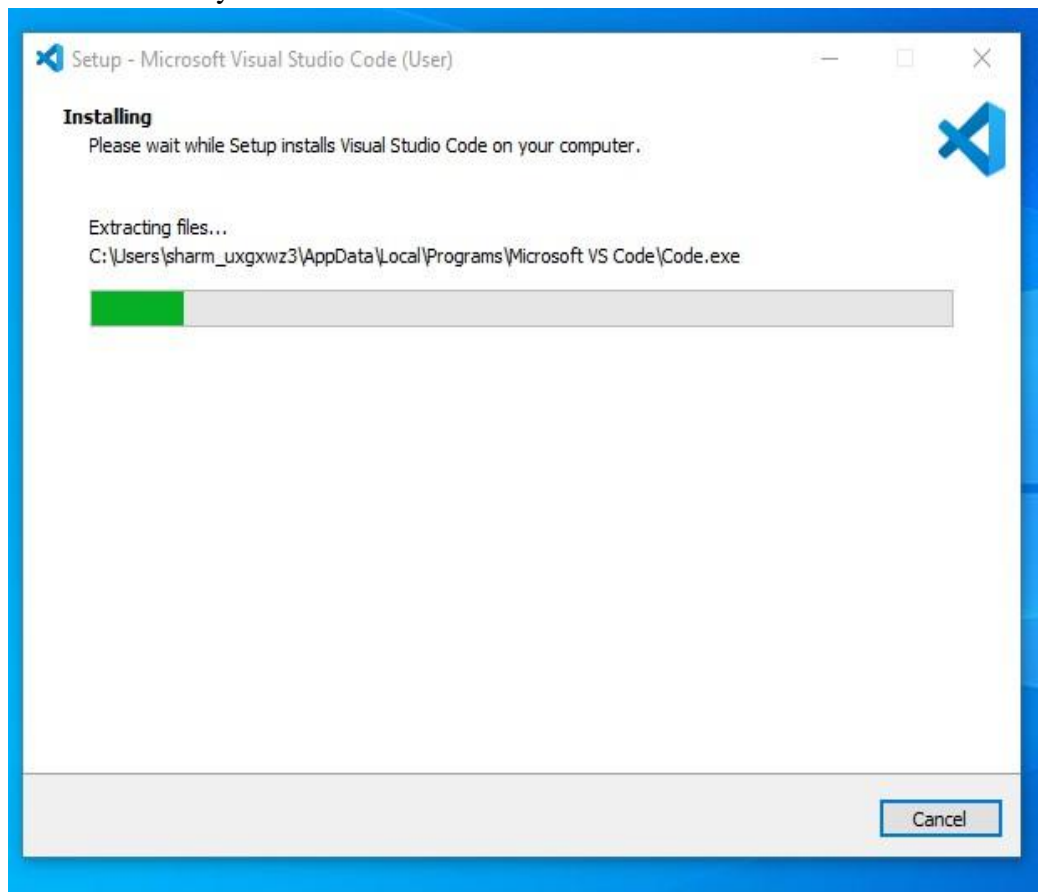 Setup - Microsoft Visual Studio Code (User)
Installing
Please wait while Setup installs Visual Studio Code on your computer.
Extracting files...
C:\Users\sharm_uxgxwz3\AppData\Local\Programs\Microsoft VS Code\Code.exe
Cancel